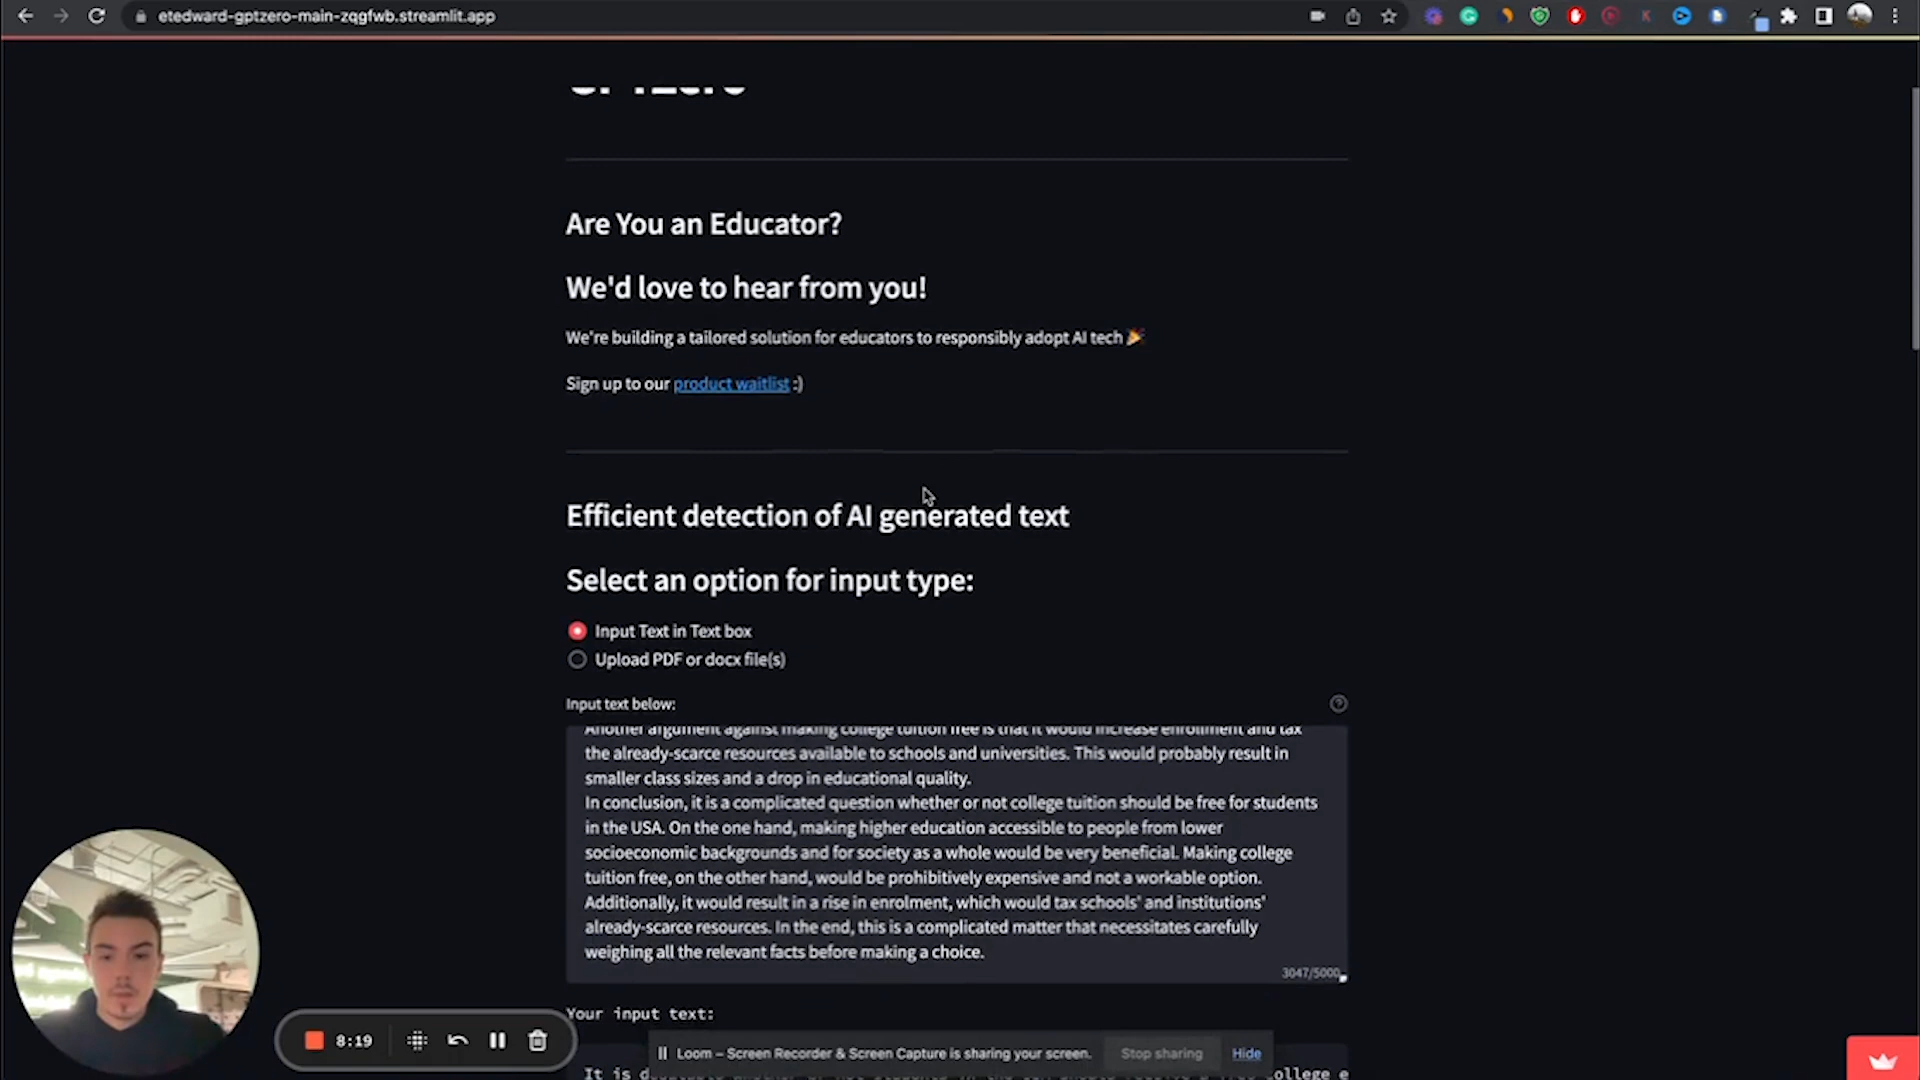 etedward-gptzero-main-zqgfwb.streamlit.app
GPTZero
Are You an Educator?
We'd love to hear from you!
We're building a tailored solution for educators to responsibly adopt AI tech 🎉
Sign up to our product waitlist :)
Efficient detection of AI generated text
Select an option for input type:
Input Text in Text box
Upload PDF or docx file(s)
Input text below:
Another argument against making college tuition free is that it would increase enrollment and tax
the already-scarce resources available to schools and universities. This would probably result in
smaller class sizes and a drop in educational quality.
In conclusion, it is a complicated question whether or not college tuition should be free for students
in the USA. On the one hand, making higher education accessible to people from lower
socioeconomic backgrounds and for society as a whole would be very beneficial. Making college
tuition free, on the other hand, would be prohibitively expensive and not a workable option.
Additionally, it would result in a rise in enrolment, which would tax schools' and institutions'
already-scarce resources. In the end, this is a complicated matter that necessitates carefully
weighing all the relevant facts before making a choice.
3047/5000
Your input text:
8:19
Loom – Screen Recorder & Screen Capture is sharing your screen.
Stop sharing
Hide
It is
college